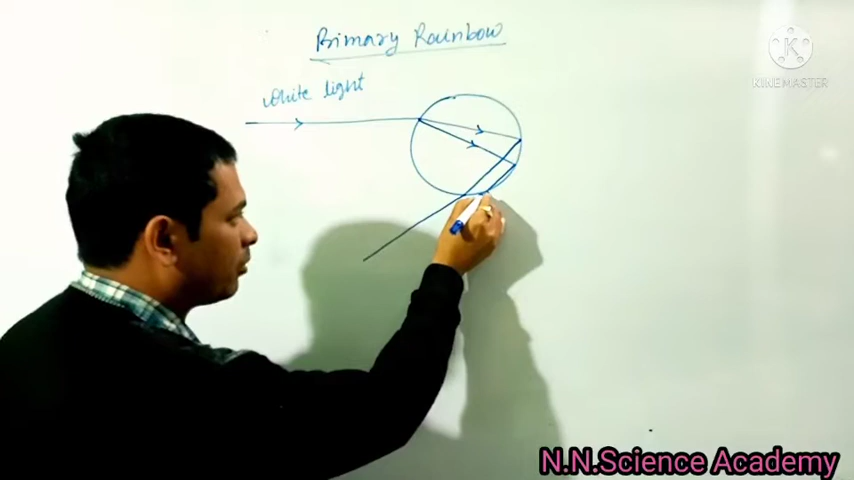 Primary Rainbow
white light
KINEMASTER
N.N.Science Academy